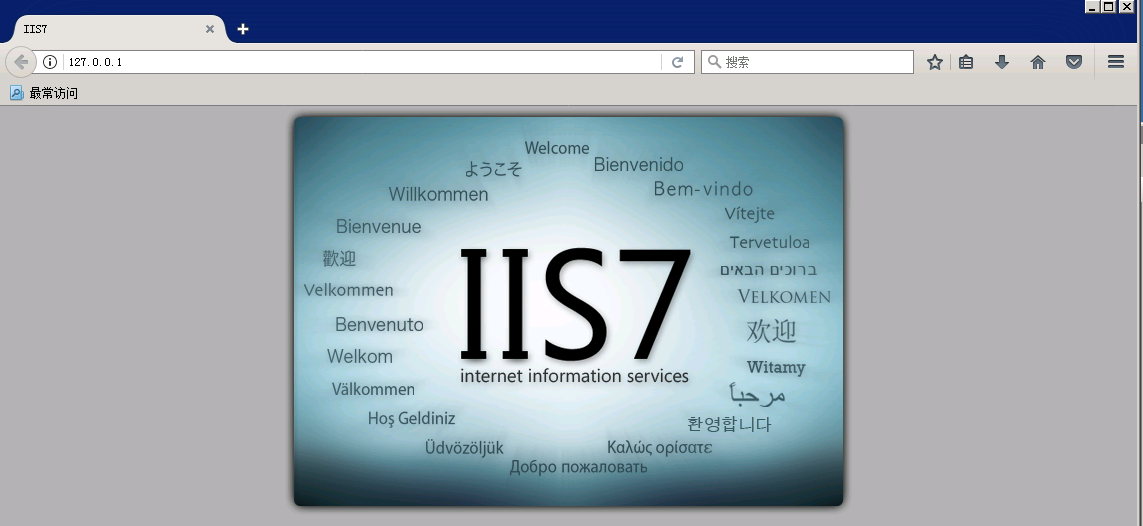 IIS7
127.0.0.1
搜索
最常访问
Welcome
ようこそ
Bienvenido
Willkommen
Bem-vindo
Vítejte
Bienvenue
Tervetuloa
歡迎
ברוכים הבאים
Velkommen
VELKOMEN
IIS7
Benvenuto
欢迎
Welkom
Witamy
internet information services
Välkommen
مرحباً
Hoş Geldiniz
환영합니다
Üdvözöljük
Καλώς ορίσατε
Добро пожаловать